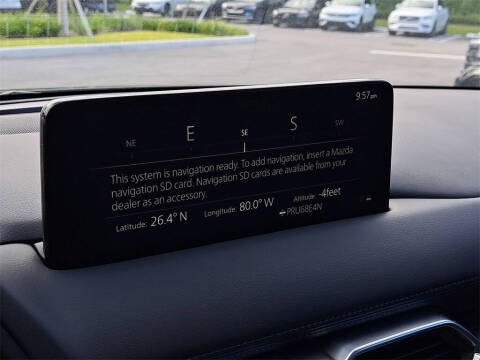 9:57 pm
NE E SE S SW
This system is navigation ready. To add navigation, insert a Mazda
navigation SD card. Navigation SD cards are available from your
dealer as an accessory.
Latitude: 26.4° N Longitude: 80.0° W Altitude: -4feet
PRU68E4N